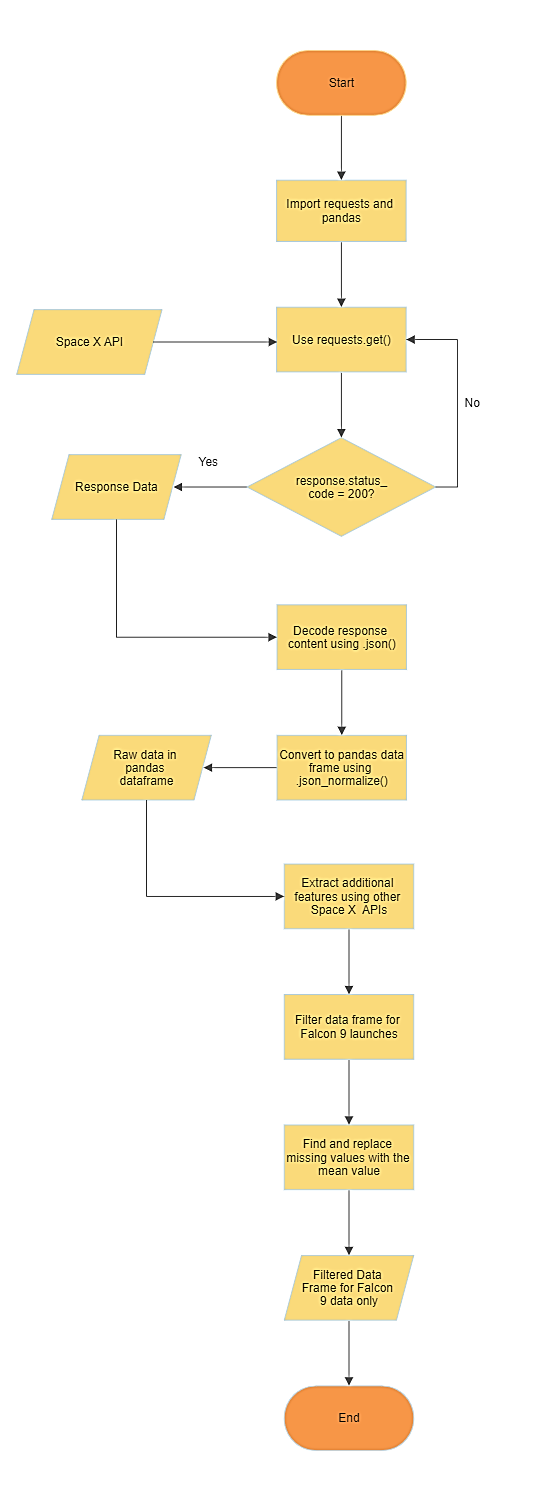 Start
Import requests and
pandas
Space X API
Use requests.get()
No
Yes
Response Data
response.status_
code = 200?
Decode response
content using .json()
Convert to pandas data
frame using
.json_normalize()
Raw data in
pandas
dataframe
Extract additional
features using other
Space X  APIs
Filter data frame for
Falcon 9 launches
Find and replace
missing values with the
mean value
Filtered Data
Frame for Falcon
9 data only
End